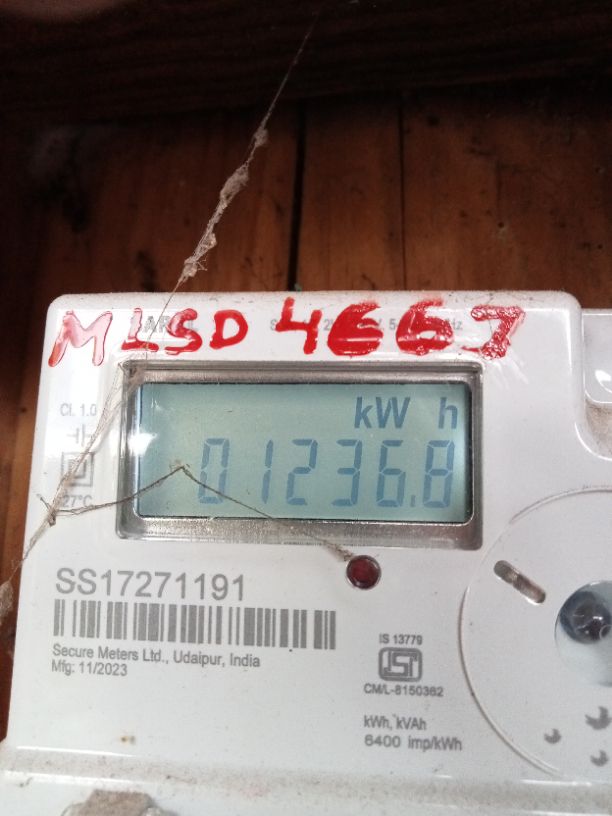 MLSD 4667
Cl. 1.0
27°C
kW h
01236.8
SS17271191
Secure Meters Ltd., Udaipur, India
Mfg: 11/2023
IS 13779
CM/L-8150362
kWh, kVAh
6400 imp/kWh